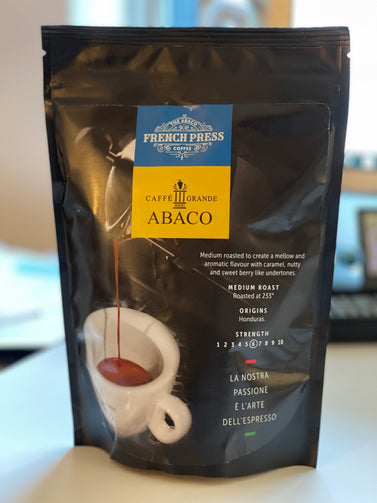 THE ABACO
FRENCH PRESS
COFFEE
CAFFÈ GRANDE
ABACO
Medium roasted to create a mellow and
aromatic flavour with caramel, nutty
and sweet berry like undertones.
MEDIUM ROAST
Roasted at 233°
ORIGINS
Honduras.
STRENGTH
1 2 3 4 5 6 7 8 9 10
LA NOSTRA
PASSIONE
È L'ARTE
DELL'ESPRESSO